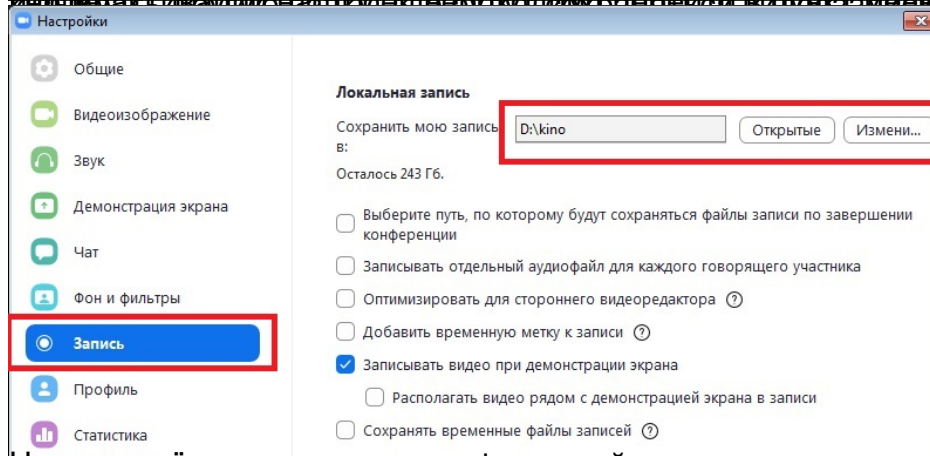 Настройки
Общие
Видеоизображение
Звук
Демонстрация экрана
Чат
Фон и фильтры
Запись
Профиль
Статистика
Локальная запись
Сохранить мою запись в:
D:\kino
Открытые
Измени...
Осталось 243 Гб.
Выберите путь, по которому будут сохраняться файлы записи по завершении
конференции
Записывать отдельный аудиофайл для каждого говорящего участника
Оптимизировать для стороннего видеоредактора
Добавить временную метку к записи
Записывать видео при демонстрации экрана
Располагать видео рядом с демонстрацией экрана в записи
Сохранять временные файлы записей